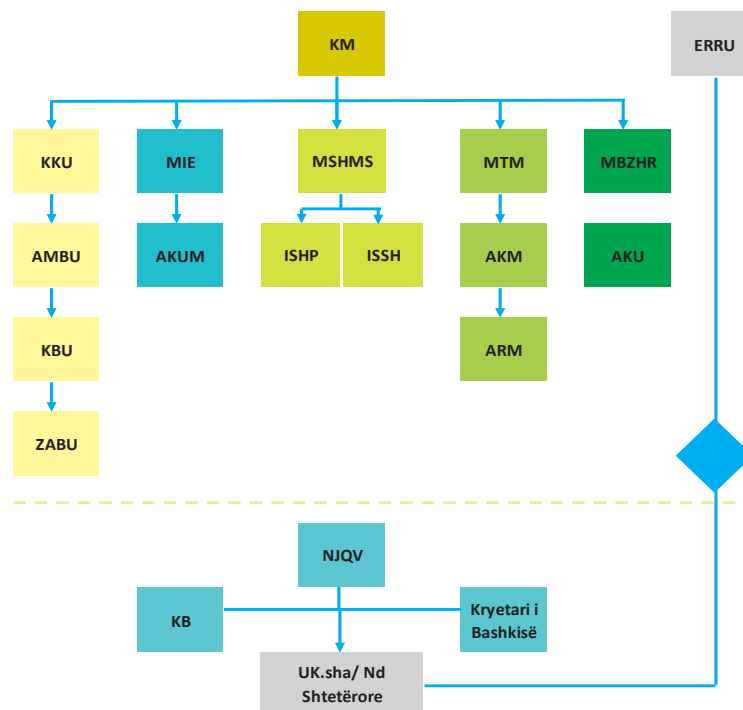 KM
ERRU
KKU
MIE
MSHMS
MTM
MBZHR
AMBU
AKUM
ISHP
ISSH
AKM
AKU
KBU
ARM
ZABU
NJQV
KB
Kryetari i
Bashkisë
UK.sha/ Nd
Shtetërore